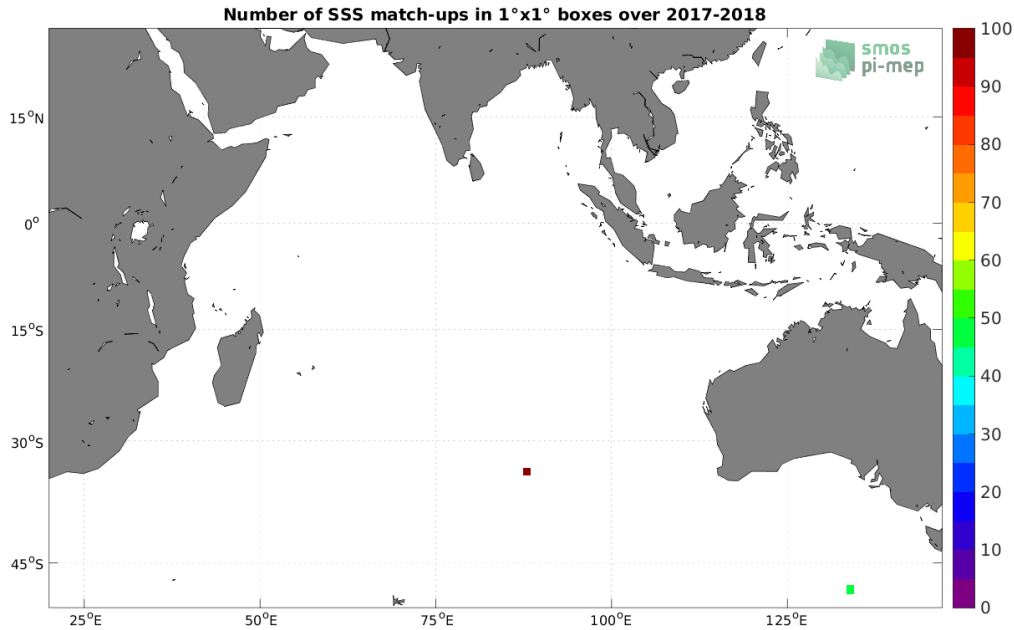 Number of SSS match-ups in 1°x1° boxes over 2017-2018
smos
pi-mep
15°N
0°
15°S
30°S
45°S
25°E
50°E
75°E
100°E
125°E
100
90
80
70
60
50
40
30
20
10
0